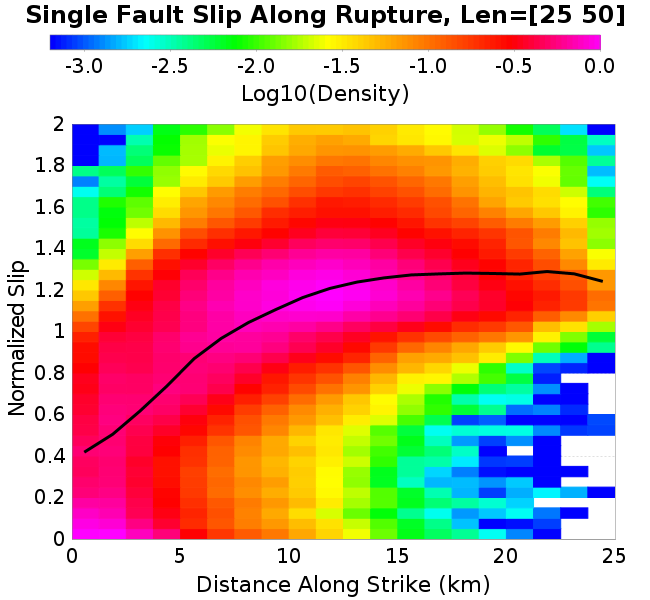 Single Fault Slip Along Rupture, Len=[25 50]
-3.0 -2.5 -2.0 -1.5 -1.0 -0.5 0.0
Log10(Density)
2
1.8
1.6
1.4
1.2
1
0.8
0.6
0.4
0.2
0
Normalized Slip
0 5 10 15 20 25
Distance Along Strike (km)